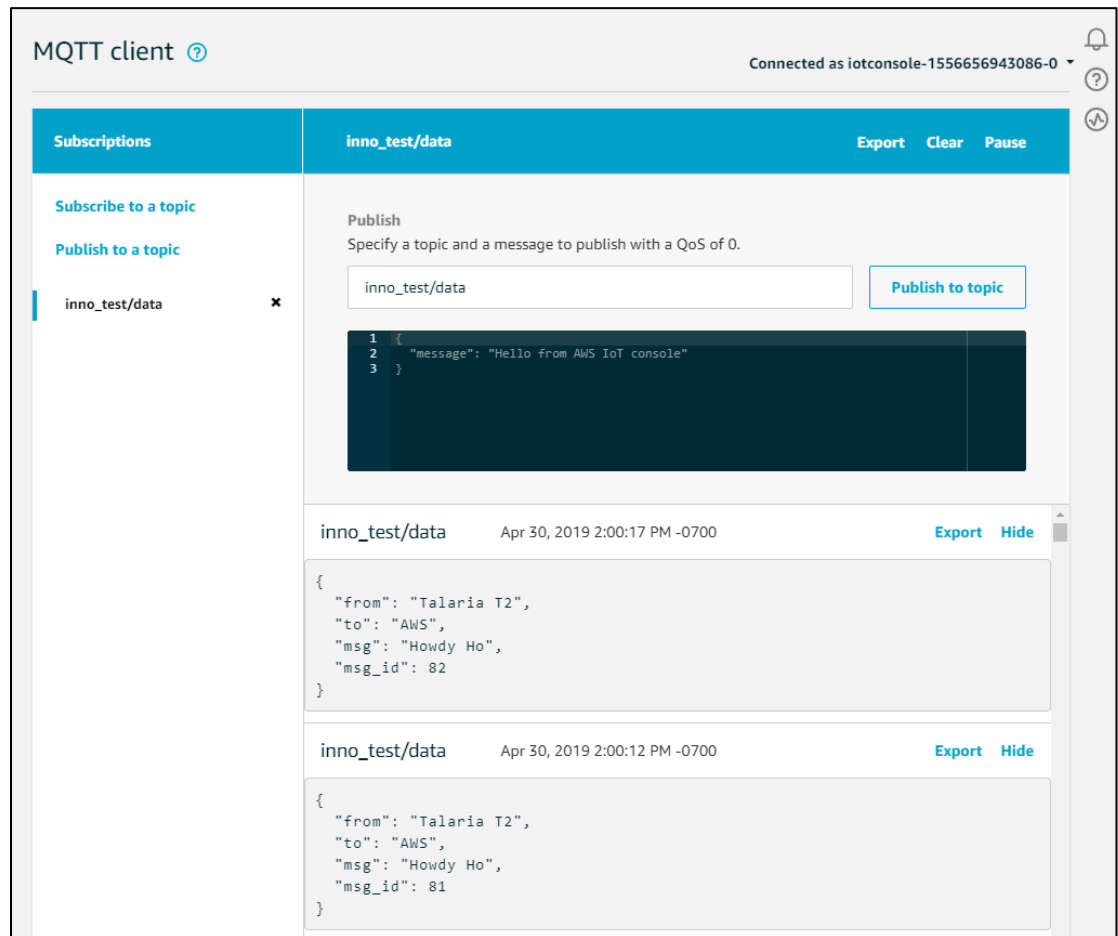 MQTT client ?
Connected as iotconsole-1556656943086-0
?
Subscriptions
inno_test/data
Export Clear Pause
Subscribe to a topic
Publish to a topic
inno_test/data ×
Publish
Specify a topic and a message to publish with a QoS of 0.
inno_test/data
Publish to topic
1 {
2 "message": "Hello from AWS IoT console"
3 }
inno_test/data Apr 30, 2019 2:00:17 PM -0700 Export Hide
{
"from": "Talaria T2",
"to": "AWS",
"msg": "Howdy Ho",
"msg_id": 82
}
inno_test/data Apr 30, 2019 2:00:12 PM -0700 Export Hide
{
"from": "Talaria T2",
"to": "AWS",
"msg": "Howdy Ho",
"msg_id": 81
}